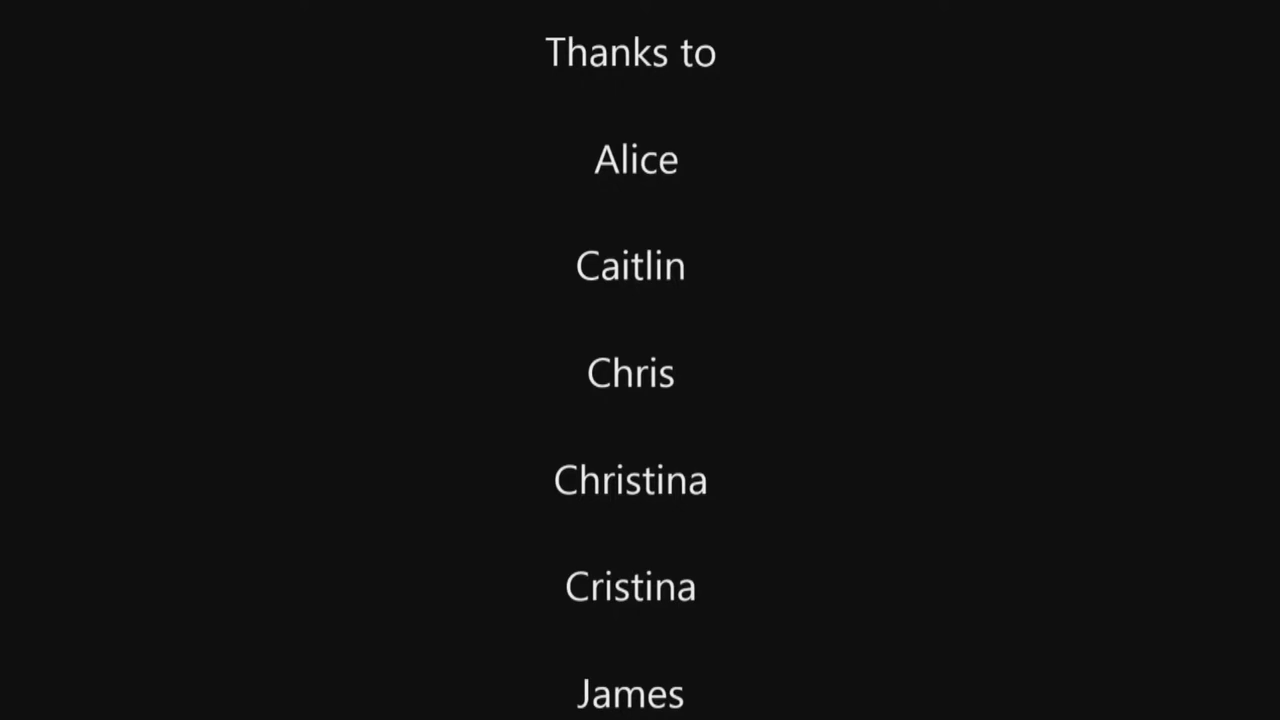 Thanks to
Alice
Caitlin
Chris
Christina
Cristina
James